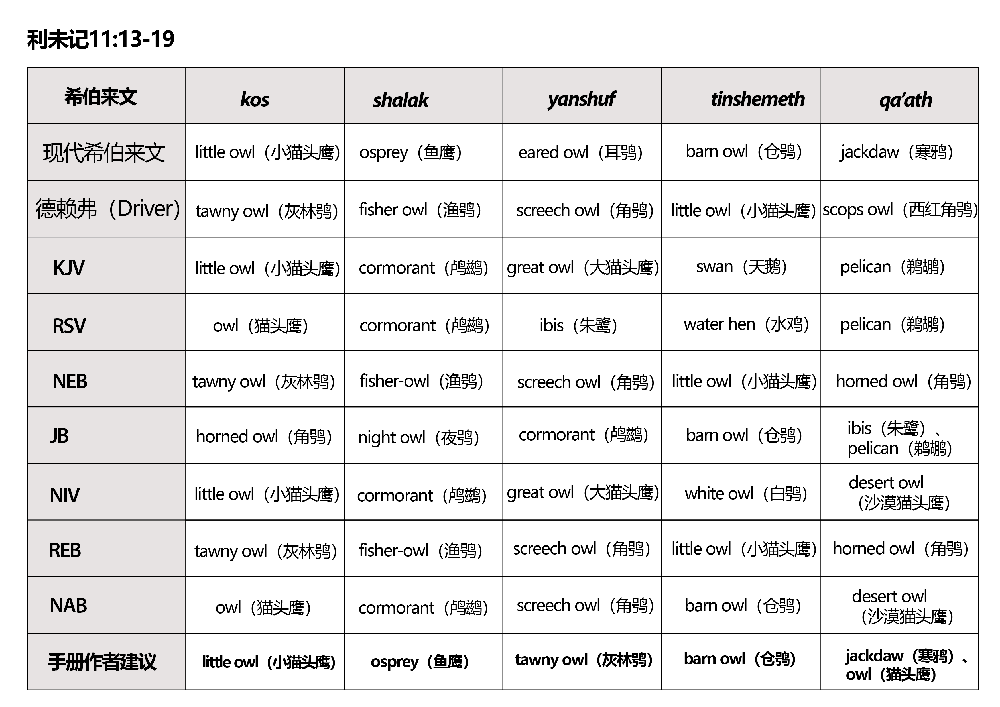 利未记11:13-19
希伯来文 kos shalak yanshuf tinshemeth qa’ath
现代希伯来文 little owl（小猫头鹰） osprey（鱼鹰） eared owl（耳鸮） barn owl（仓鸮） jackdaw（寒鸦）
德赖弗（Driver） tawny owl（灰林鸮） fisher owl（渔鸮） screech owl（角鸮） little owl（小猫头鹰） scops owl（西红角鸮）
KJV little owl（小猫头鹰） cormorant（鸬鹚） great owl（大猫头鹰） swan（天鹅） pelican（鹈鹕）
RSV owl（猫头鹰） cormorant（鸬鹚） ibis（朱鹭） water hen（水鸡） pelican（鹈鹕）
NEB tawny owl（灰林鸮） fisher-owl（渔鸮） screech owl（角鸮） little owl（小猫头鹰） horned owl（角鸮）
JB horned owl（角鸮） night owl（夜鸮） cormorant（鸬鹚） barn owl（仓鸮） ibis（朱鹭）、
pelican（鹈鹕）
NIV little owl（小猫头鹰） cormorant（鸬鹚） great owl（大猫头鹰） white owl（白鸮） desert owl
（沙漠猫头鹰）
REB tawny owl（灰林鸮） fisher-owl（渔鸮） screech owl（角鸮） little owl（小猫头鹰） horned owl（角鸮）
NAB owl（猫头鹰） cormorant（鸬鹚） screech owl（角鸮） barn owl（仓鸮） desert owl
（沙漠猫头鹰）
手册作者建议 little owl（小猫头鹰） osprey（鱼鹰） tawny owl（灰林鸮） barn owl（仓鸮） jackdaw（寒鸦）、
owl（猫头鹰）